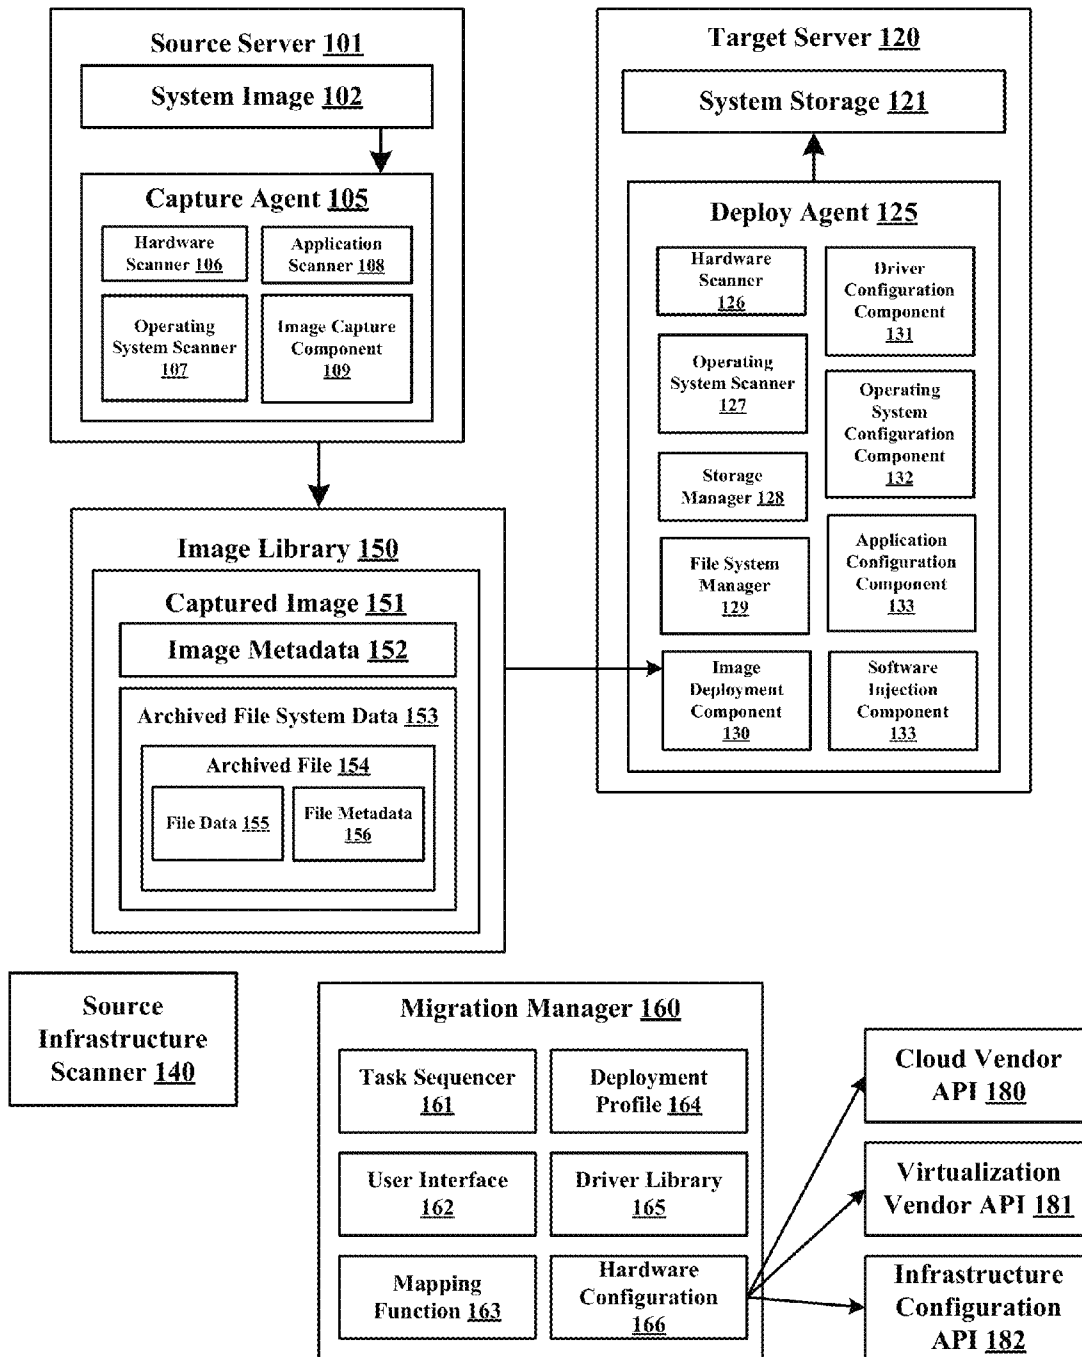 Source Server 101
System Image 102
Capture Agent 105
Hardware
Scanner 106
Application
Scanner 108
Operating
System Scanner
107
Image Capture
Component
109
Target Server 120
System Storage 121
Deploy Agent 125
Hardware
Scanner
126
Driver
Configuration
Component
131
Operating
System Scanner
127
Operating
System
Configuration
Component
132
Storage
Manager 128
File System
Manager
129
Application
Configuration
Component
133
Image
Deployment
Component
130
Software
Injection
Component
133
Image Library 150
Captured Image 151
Image Metadata 152
Archived File System Data 153
Archived File 154
File Data 155
File Metadata
156
Source
Infrastructure
Scanner 140
Migration Manager 160
Task Sequencer
161
Deployment
Profile 164
User Interface
162
Driver Library
165
Mapping
Function 163
Hardware
Configuration
166
Cloud Vendor
API 180
Virtualization
Vendor API 181
Infrastructure
Configuration
API 182